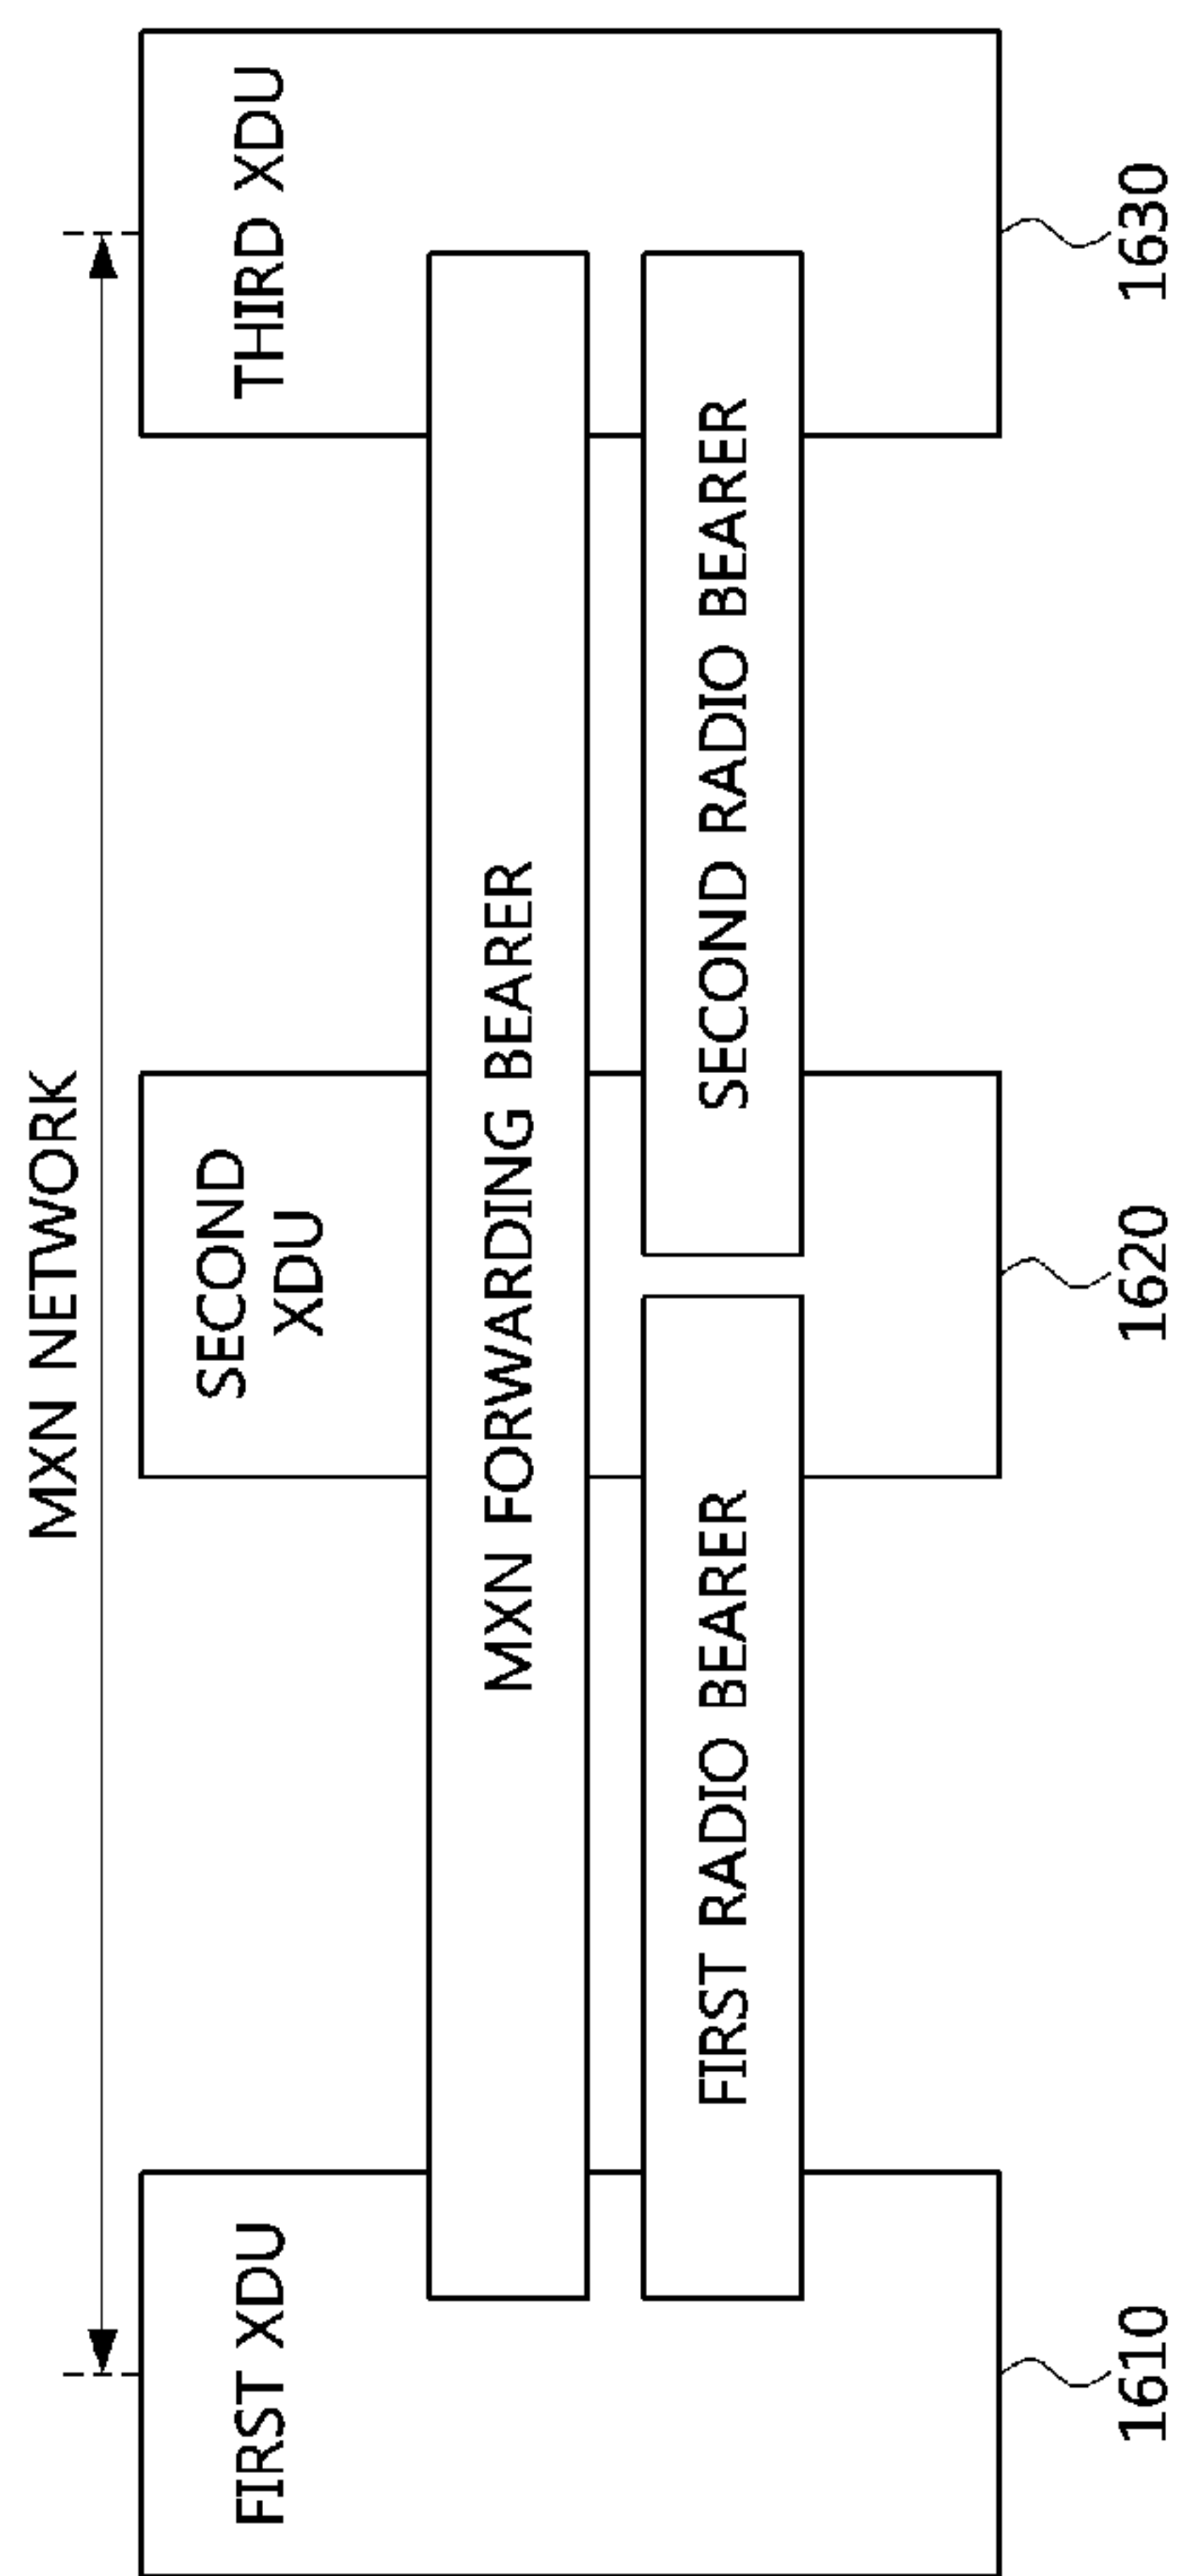 MXN NETWORK
FIRST XDU
SECOND
XDU
THIRD XDU
MXN FORWARDING BEARER
FIRST RADIO BEARER
SECOND RADIO BEARER
1610
1620
1630